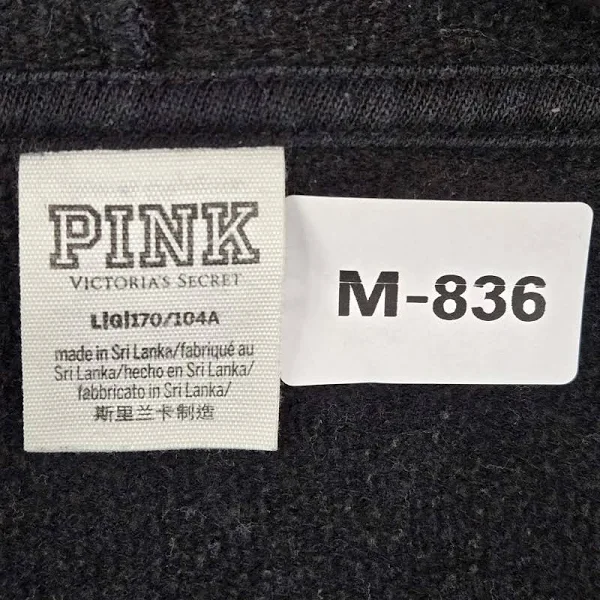 PINK
VICTORIA'S SECRET
L|G|170/104A
made in Sri Lanka/fabriqué au
Sri Lanka/hecho en Sri Lanka/
fabbricato in Sri Lanka/
斯里兰卡制造
M-836